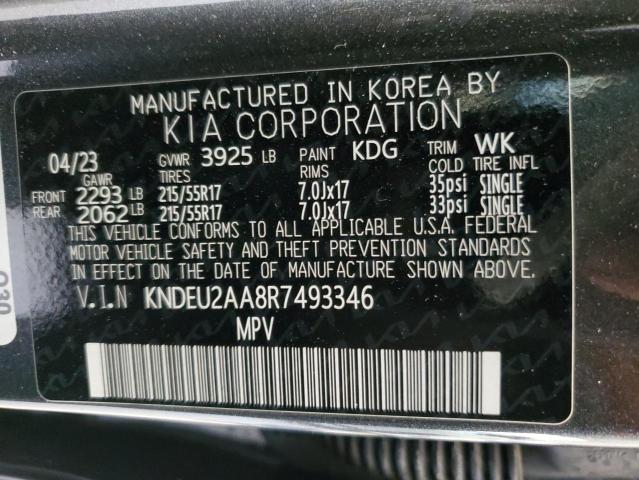 MANUFACTURED IN KOREA BY
KIA CORPORATION
04/23 GVWR 3925 LB PAINT KDG TRIM WK
GAWR TIRES RIMS COLD TIRE INFL
FRONT 2293 LB 215/55R17 7.0Jx17 35psi SINGLE
REAR 2062 LB 215/55R17 7.0Jx17 33psi SINGLE
THIS VEHICLE CONFORMS TO ALL APPLICABLE U.S.A. FEDERAL
MOTOR VEHICLE SAFETY AND THEFT PREVENTION STANDARDS
IN EFFECT ON THE DATE OF MANUFACTURE SHOWN ABOVE.
V.I.N KNDEU2AA8R7493346
MPV